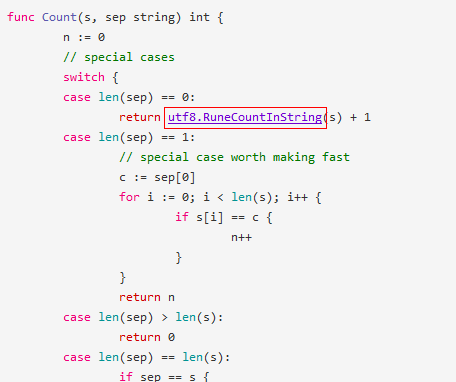 func Count(s, sep string) int {
n := 0
// special cases
switch {
case len(sep) == 0:
return utf8.RuneCountInString(s) + 1
case len(sep) == 1:
// special case worth making fast
c := sep[0]
for i := 0; i < len(s); i++ {
if s[i] == c {
n++
}
}
return n
case len(sep) > len(s):
return 0
case len(sep) == len(s):
if sep == s {